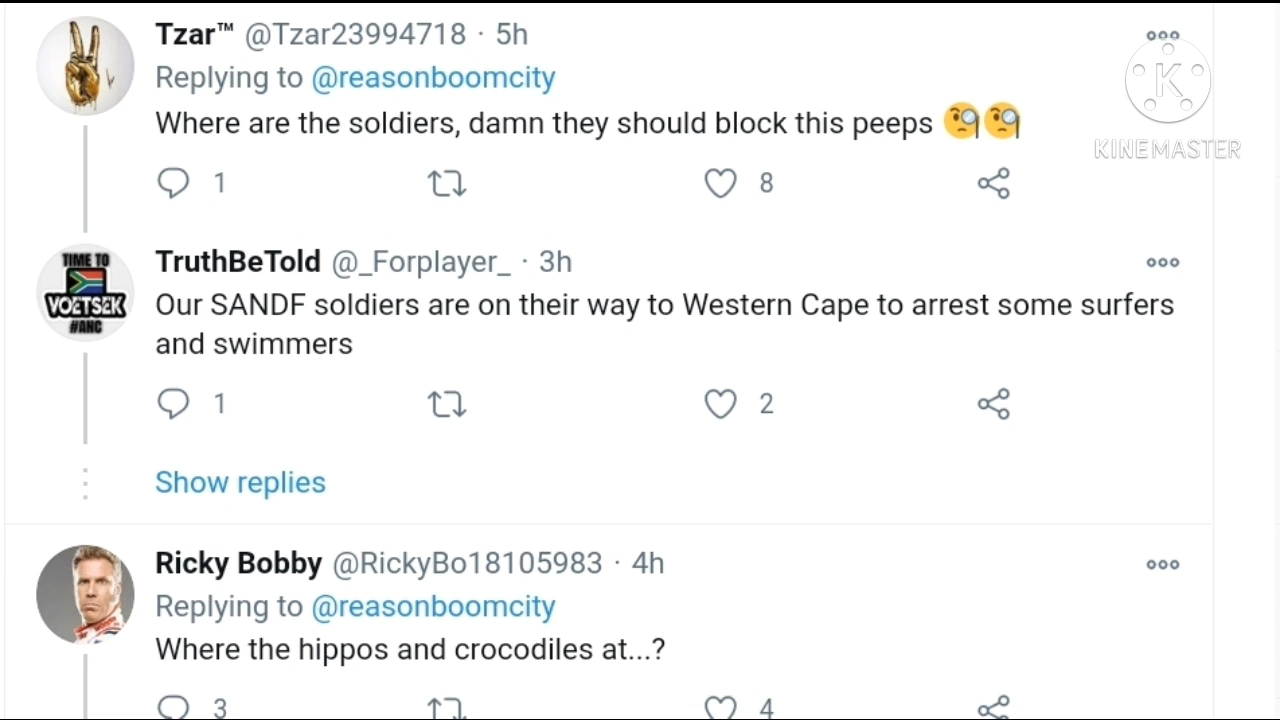 Tzar™ @Tzar23994718 · 5h
Replying to @reasonboomcity
Where are the soldiers, damn they should block this peeps 🧐🧐
1 8
K
KINEMASTER
TIME TO
VOETSEK
#ANC
TruthBeTold @_Forplayer_ · 3h
Our SANDF soldiers are on their way to Western Cape to arrest some surfers
and swimmers
1 2
Show replies
Ricky Bobby @RickyBo18105983 · 4h
Replying to @reasonboomcity
Where the hippos and crocodiles at...?
3 4